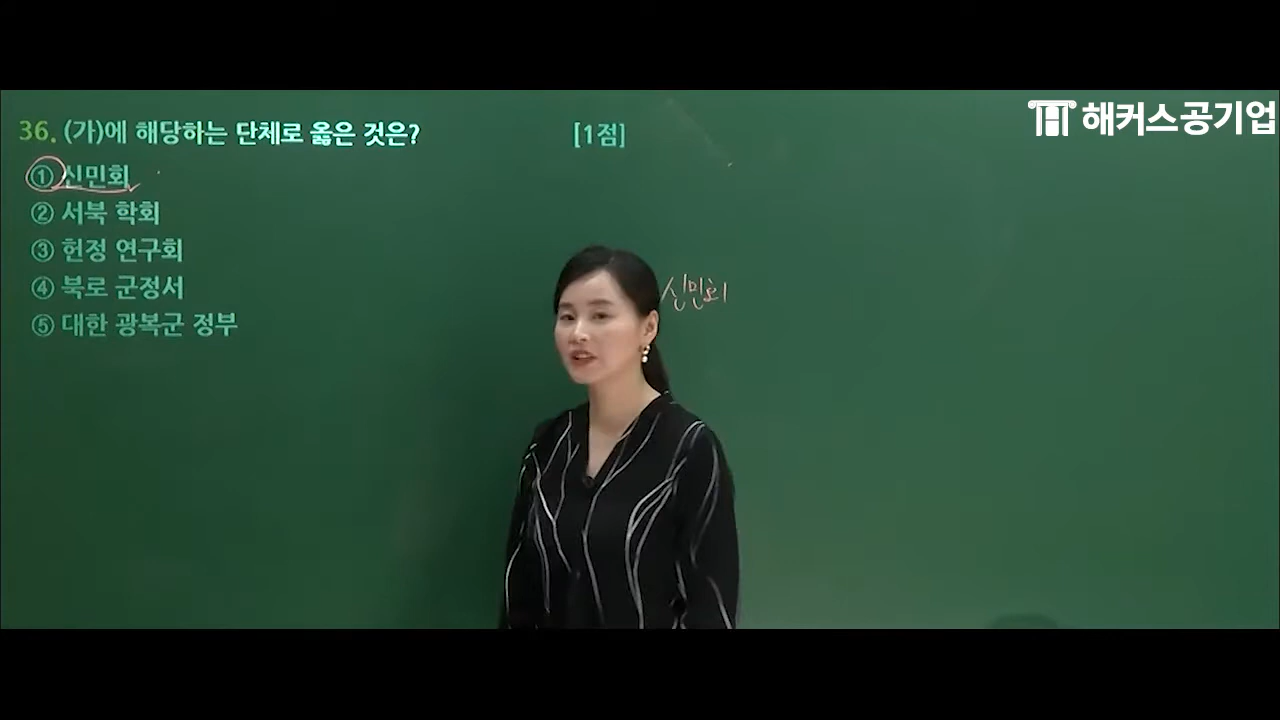 해커스공기업
36. (가)에 해당하는 단체로 옳은 것은? [1점]
① 신민회
② 서북 학회
③ 헌정 연구회
④ 북로 군정서
⑤ 대한 광복군 정부
신민회